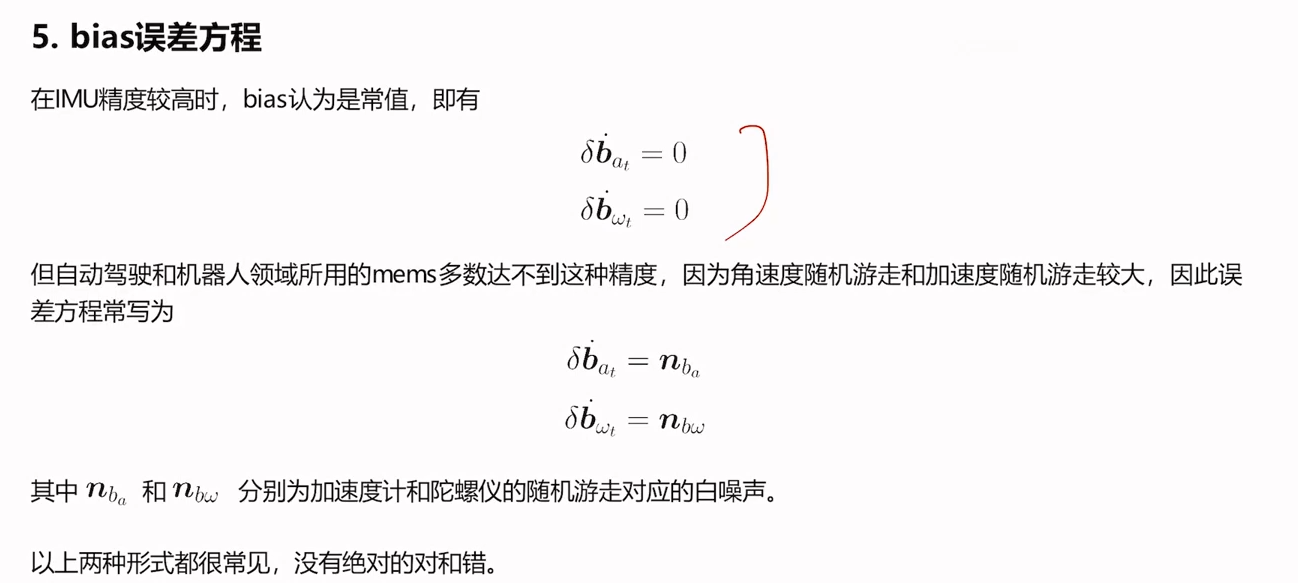 5. bias误差方程
在IMU精度较高时，bias认为是常值，即有
$\delta \dot{\boldsymbol{b}}_{a_t} = 0$
$\delta \dot{\boldsymbol{b}}_{\omega_t} = 0$
但自动驾驶和机器人领域所用的mems多数达不到这种精度，因为角速度随机游走和加速度随机游走较大，因此误
差方程常写为
$\delta \dot{\boldsymbol{b}}_{a_t} = \boldsymbol{n}_{b_a}$
$\delta \dot{\boldsymbol{b}}_{\omega_t} = \boldsymbol{n}_{b\omega}$
其中 $\boldsymbol{n}_{b_a}$ 和 $\boldsymbol{n}_{b\omega}$ 分别为加速度计和陀螺仪的随机游走对应的白噪声。
以上两种形式都很常见，没有绝对的对和错。